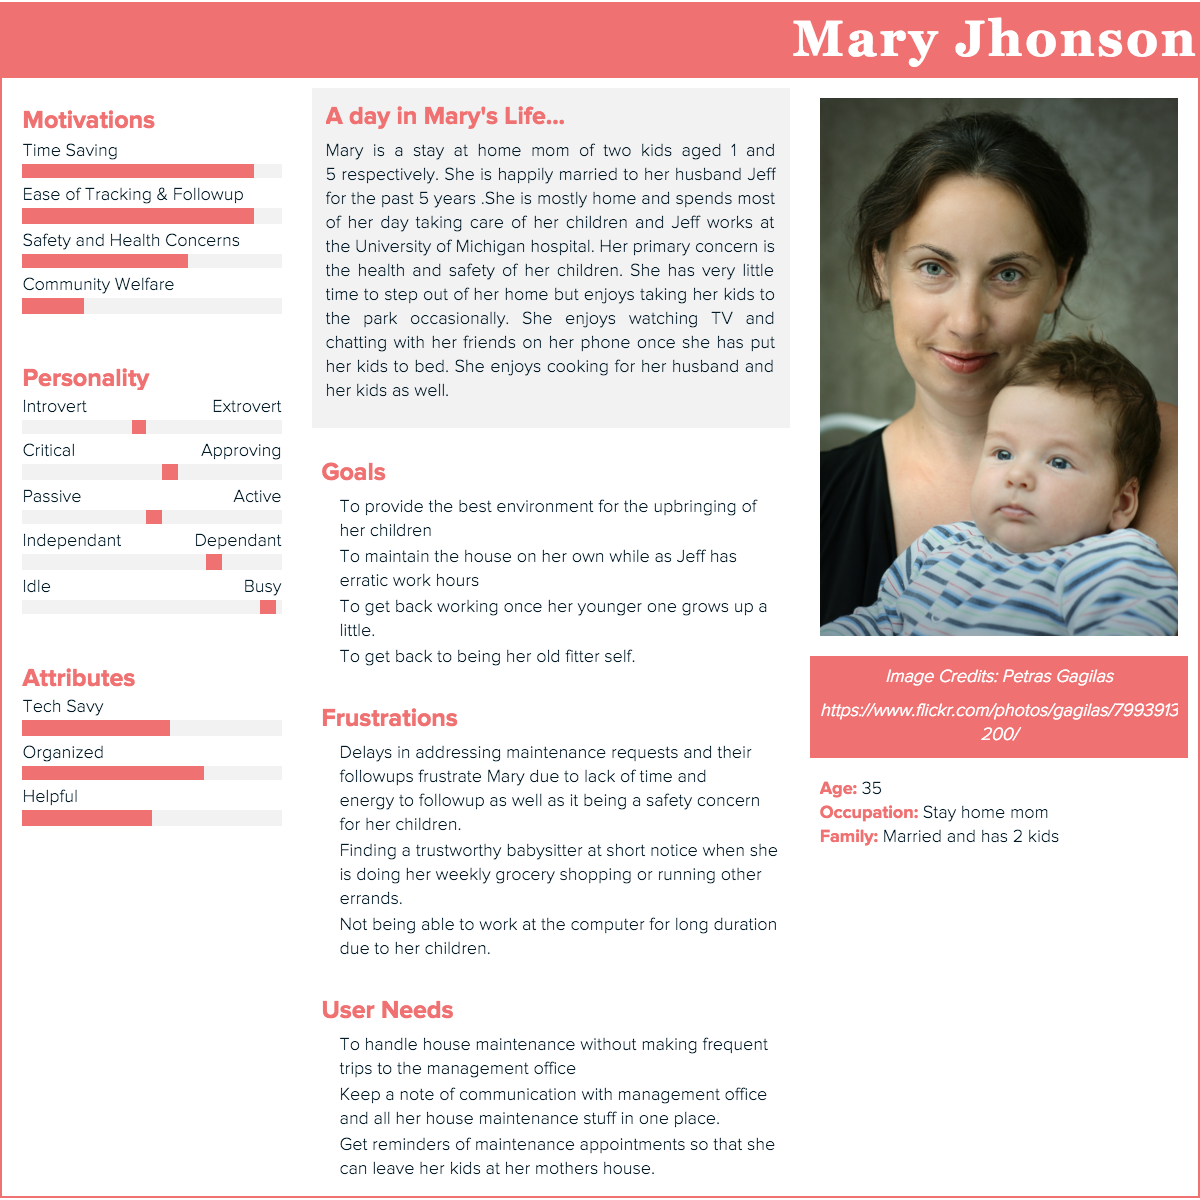 Mary Jhonson
Motivations
Time Saving
Ease of Tracking & Followup
Safety and Health Concerns
Community Welfare
Personality
Introvert Extrovert
Critical Approving
Passive Active
Independant Dependant
Idle Busy
Attributes
Tech Savy
Organized
Helpful
A day in Mary's Life...
Mary is a stay at home mom of two kids aged 1 and
5 respectively. She is happily married to her husband Jeff
for the past 5 years .She is mostly home and spends most
of her day taking care of her children and Jeff works at
the University of Michigan hospital. Her primary concern is
the health and safety of her children. She has very little
time to step out of her home but enjoys taking her kids to
the park occasionally. She enjoys watching TV and
chatting with her friends on her phone once she has put
her kids to bed. She enjoys cooking for her husband and
her kids as well.
Goals
To provide the best environment for the upbringing of
her children
To maintain the house on her own while as Jeff has
erratic work hours
To get back working once her younger one grows up a
little.
To get back to being her old fitter self.
Frustrations
Delays in addressing maintenance requests and their
followups frustrate Mary due to lack of time and
energy to followup as well as it being a safety concern
for her children.
Finding a trustworthy babysitter at short notice when she
is doing her weekly grocery shopping or running other
errands.
Not being able to work at the computer for long duration
due to her children.
User Needs
To handle house maintenance without making frequent
trips to the management office
Keep a note of communication with management office
and all her house maintenance stuff in one place.
Get reminders of maintenance appointments so that she
can leave her kids at her mothers house.
Image Credits: Petras Gagilas
https://www.flickr.com/photos/gagilas/7993913
200/
Age: 35
Occupation: Stay home mom
Family: Married and has 2 kids